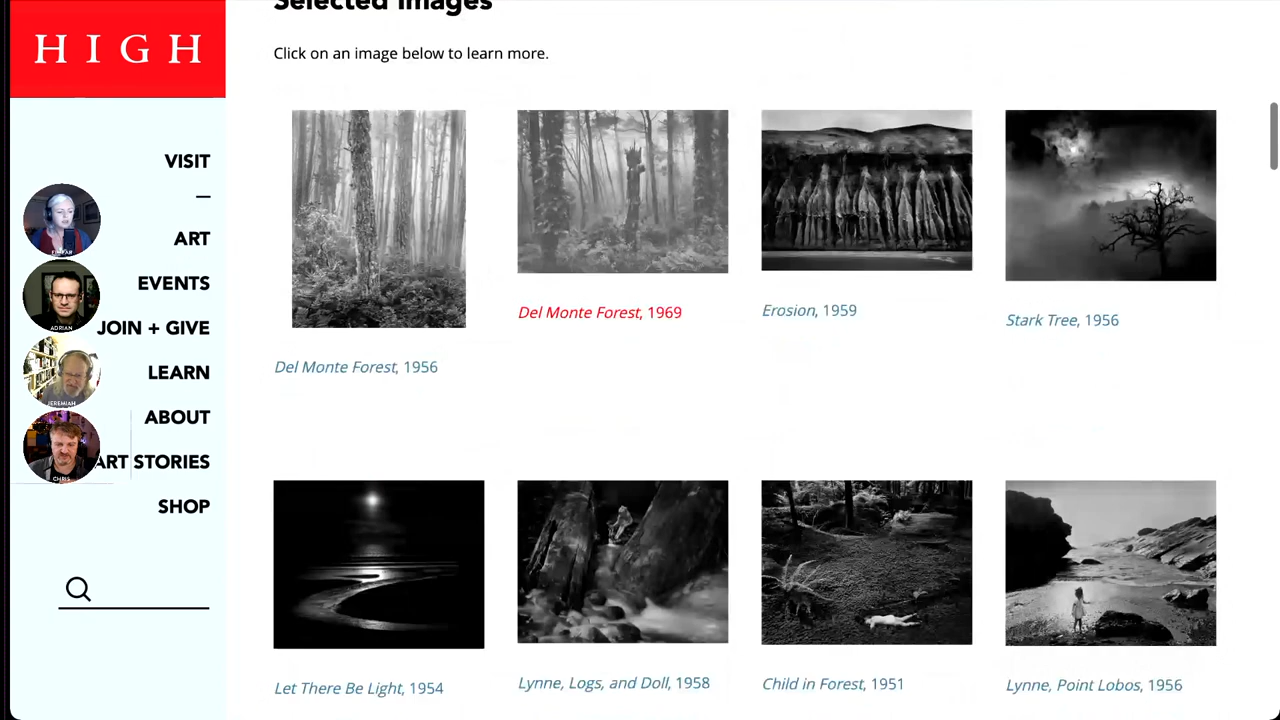 HIGH
VISIT
ART
EVENTS
JOIN + GIVE
LEARN
ABOUT
ART STORIES
SHOP
ADRIAN
JEREMIAH
CHRIS
Selected Images
Click on an image below to learn more.
Del Monte Forest, 1956
Del Monte Forest, 1969
Erosion, 1959
Stark Tree, 1956
Let There Be Light, 1954
Lynne, Logs, and Doll, 1958
Child in Forest, 1951
Lynne, Point Lobos, 1956